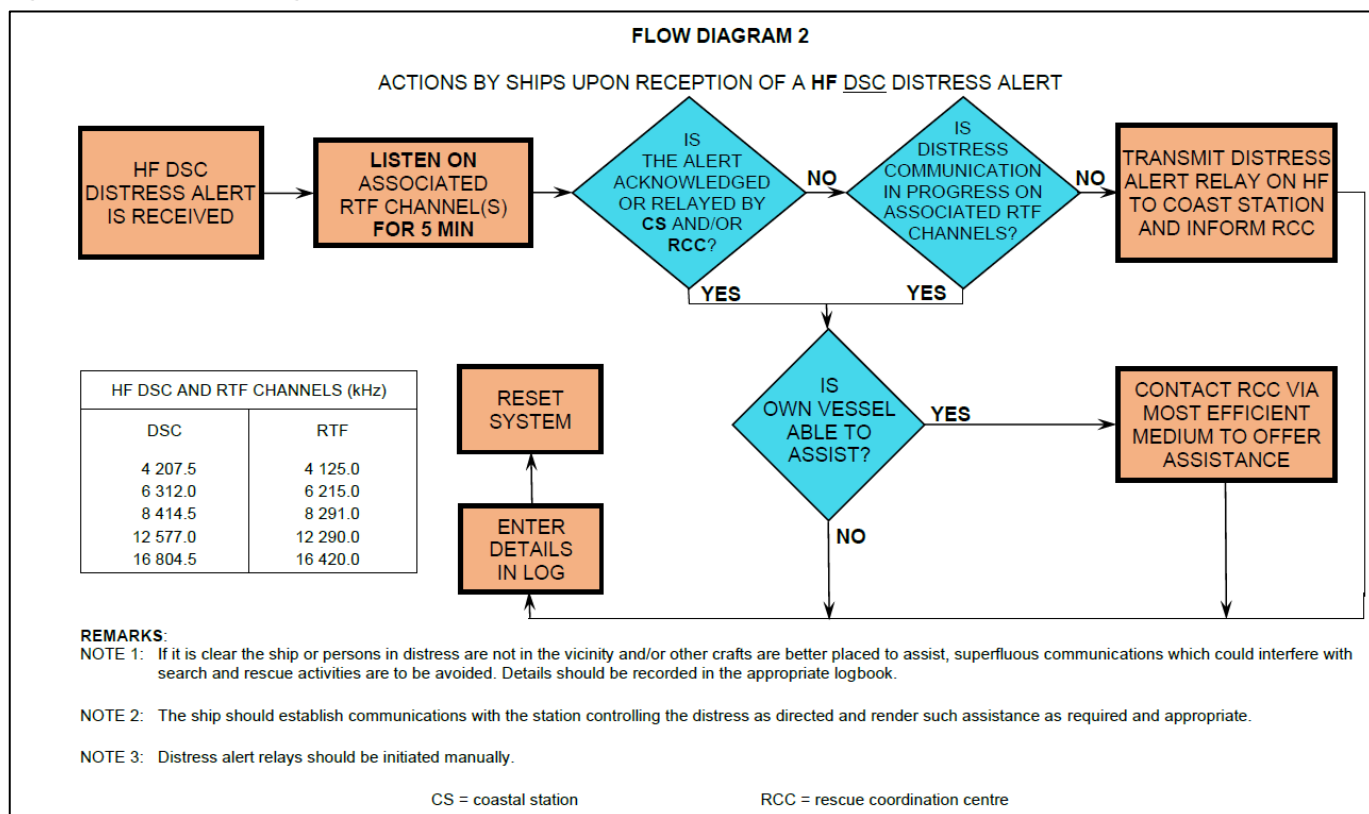 FLOW DIAGRAM 2
ACTIONS BY SHIPS UPON RECEPTION OF A HF DSC DISTRESS ALERT
HF DSC
DISTRESS ALERT
IS RECEIVED
LISTEN ON
ASSOCIATED
RTF CHANNEL(S)
FOR 5 MIN
IS
THE ALERT
ACKNOWLEDGED
OR RELAYED BY
CS AND/OR
RCC?
NO
YES
IS
DISTRESS
COMMUNICATION
IN PROGRESS ON
ASSOCIATED RTF
CHANNELS?
NO
YES
TRANSMIT DISTRESS
ALERT RELAY ON HF
TO COAST STATION
AND INFORM RCC
IS
OWN VESSEL
ABLE TO
ASSIST?
YES
NO
CONTACT RCC VIA
MOST EFFICIENT
MEDIUM TO OFFER
ASSISTANCE
RESET
SYSTEM
ENTER
DETAILS
IN LOG
HF DSC AND RTF CHANNELS (kHz)
DSC RTF
4 207.5 4 125.0
6 312.0 6 215.0
8 414.5 8 291.0
12 577.0 12 290.0
16 804.5 16 420.0
REMARKS:
NOTE 1: If it is clear the ship or persons in distress are not in the vicinity and/or other crafts are better placed to assist, superfluous communications which could interfere with
search and rescue activities are to be avoided. Details should be recorded in the appropriate logbook.
NOTE 2: The ship should establish communications with the station controlling the distress as directed and render such assistance as required and appropriate.
NOTE 3: Distress alert relays should be initiated manually.
CS = coastal station RCC = rescue coordination centre